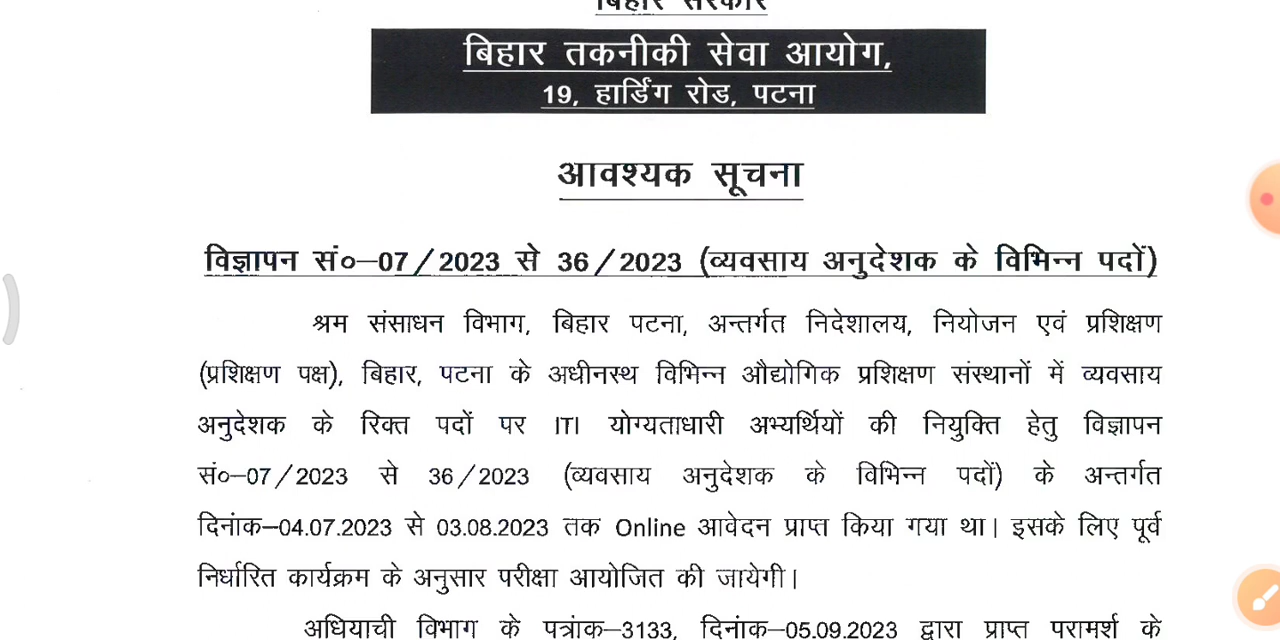 बिहार सरकार
बिहार तकनीकी सेवा आयोग,
19, हार्डिंग रोड, पटना
आवश्यक सूचना
विज्ञापन सं०–07/2023 से 36/2023 (व्यवसाय अनुदेशक के विभिन्न पदों)
श्रम संसाधन विभाग, बिहार पटना, अन्तर्गत निदेशालय, नियोजन एवं प्रशिक्षण
(प्रशिक्षण पक्ष), बिहार, पटना के अधीनस्थ विभिन्न औद्योगिक प्रशिक्षण संस्थानों में व्यवसाय
अनुदेशक के रिक्त पदों पर ITI योग्यताधारी अभ्यर्थियों की नियुक्ति हेतु विज्ञापन
सं०–07/2023 से 36/2023 (व्यवसाय अनुदेशक के विभिन्न पदों) के अन्तर्गत
दिनांक–04.07.2023 से 03.08.2023 तक Online आवेदन प्राप्त किया गया था। इसके लिए पूर्व
निर्धारित कार्यक्रम के अनुसार परीक्षा आयोजित की जायेगी।
अधियाची विभाग के पत्रांक–3133, दिनांक–05.09.2023 द्वारा प्राप्त परामर्श के